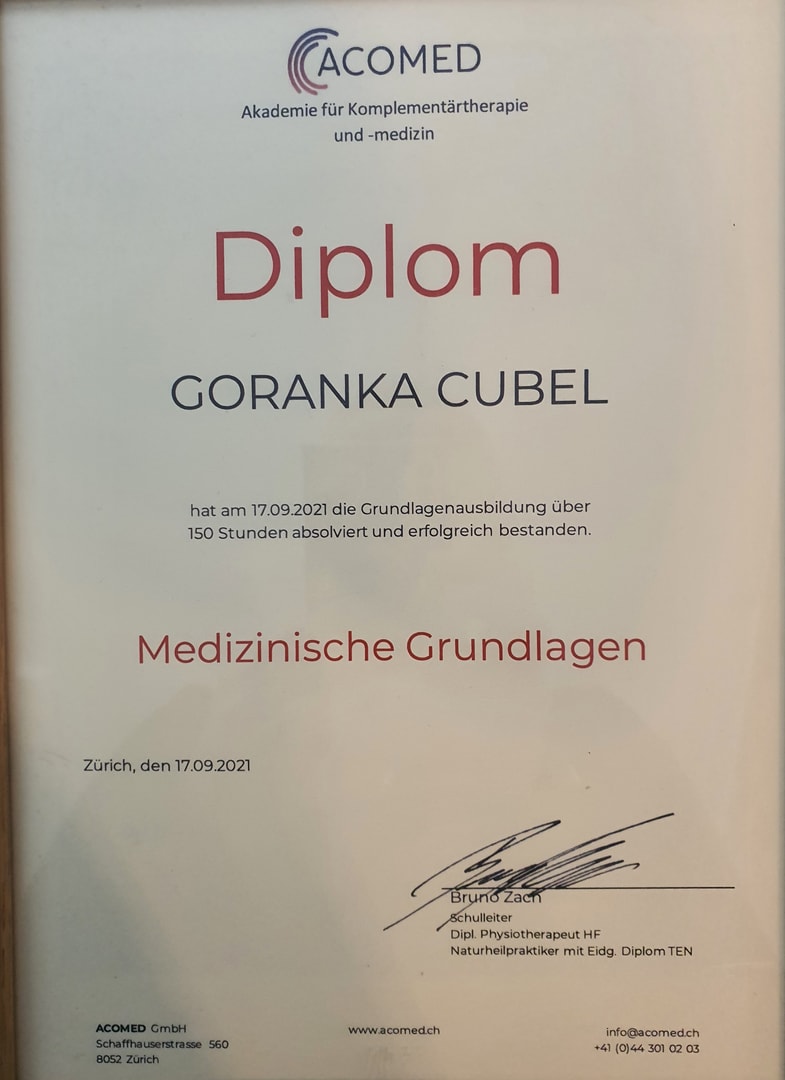 ACOMED
Akademie für Komplementärtherapie
und -medizin
Diplom
GORANKA CUBEL
hat am 17.09.2021 die Grundlagenausbildung über
150 Stunden absolviert und erfolgreich bestanden.
Medizinische Grundlagen
Zürich, den 17.09.2021
Bruno Zach
Schulleiter
Dipl. Physiotherapeut HF
Naturheilpraktiker mit Eidg. Diplom TEN
ACOMED GmbH
Schaffhauserstrasse 560
8052 Zürich
www.acomed.ch
info@acomed.ch
+41 (0)44 301 02 03